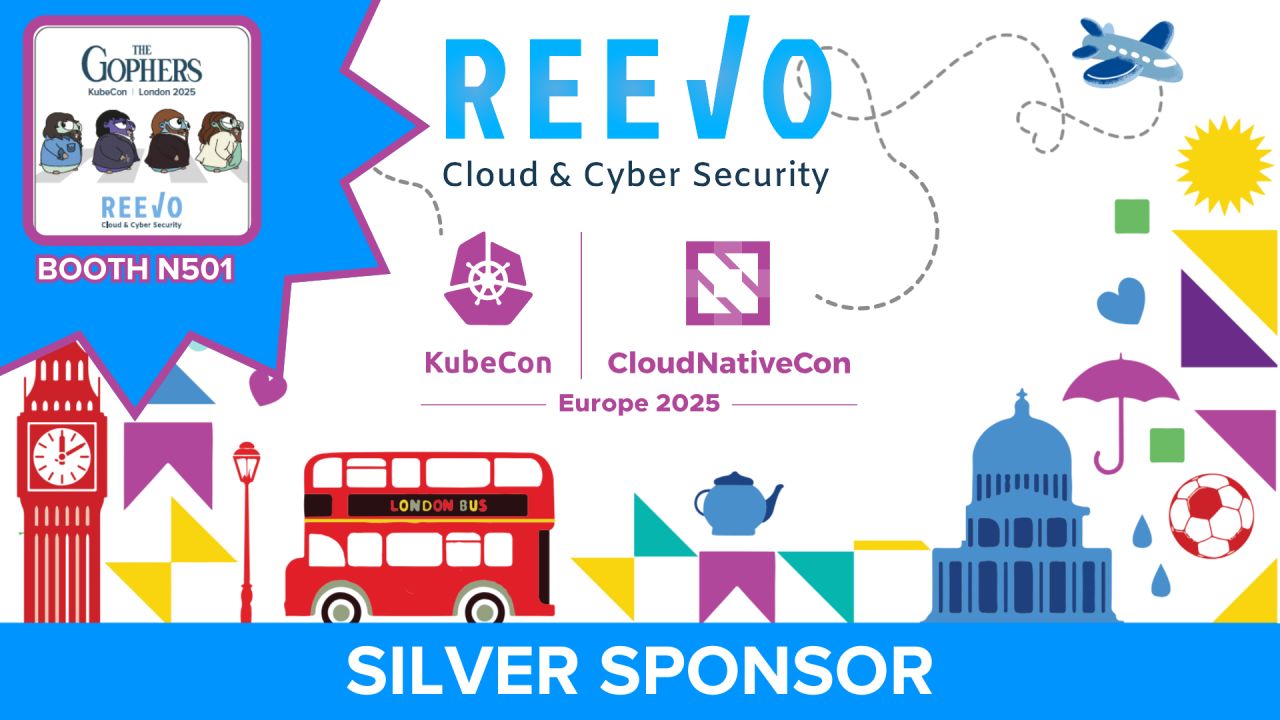 THE
GOPHERS
KubeCon | London 2025
REEVO
Cloud & Cyber Security
BOOTH N501
REEVO
Cloud & Cyber Security
KubeCon
CloudNativeCon
Europe 2025
LONDON BUS
SILVER SPONSOR